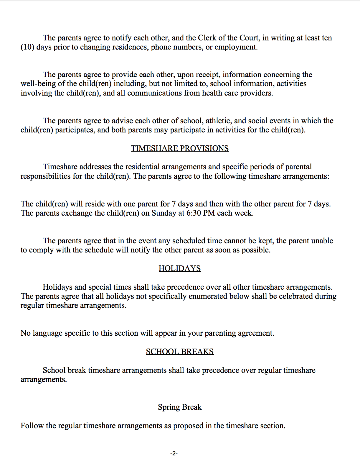 The parents agree to notify each other, and the Clerk of the Court, in writing at least ten
(10) days prior to changing residences, phone numbers, or employment.
The parents agree to provide each other, upon receipt, information concerning the
well-being of the child(ren) including, but not limited to, school information, activities
involving the child(ren), and all communications from health care providers.
The parents agree to advise each other of school, athletic, and social events in which the
child(ren) participates, and both parents may participate in activities for the child(ren).
TIMESHARE PROVISIONS
Timeshare addresses the residential arrangements and specific periods of parental
responsibilities for the child(ren). The parents agree to the following timeshare arrangements:
The child(ren) will reside with one parent for 7 days and then with the other parent for 7 days.
The parents exchange the child(ren) on Sunday at 6:30 PM each week.
The parents agree that in the event any scheduled time cannot be kept, the parent unable
to comply with the schedule will notify the other parent as soon as possible.
HOLIDAYS
Holidays and special times shall take precedence over all other timeshare arrangements.
The parents agree that all holidays not specifically enumerated below shall be celebrated during
regular timeshare arrangements.
No language specific to this section will appear in your parenting agreement.
SCHOOL BREAKS
School break timeshare arrangements shall take precedence over regular timeshare
arrangements.
Spring Break
Follow the regular timeshare arrangements as proposed in the timeshare section.
-2-